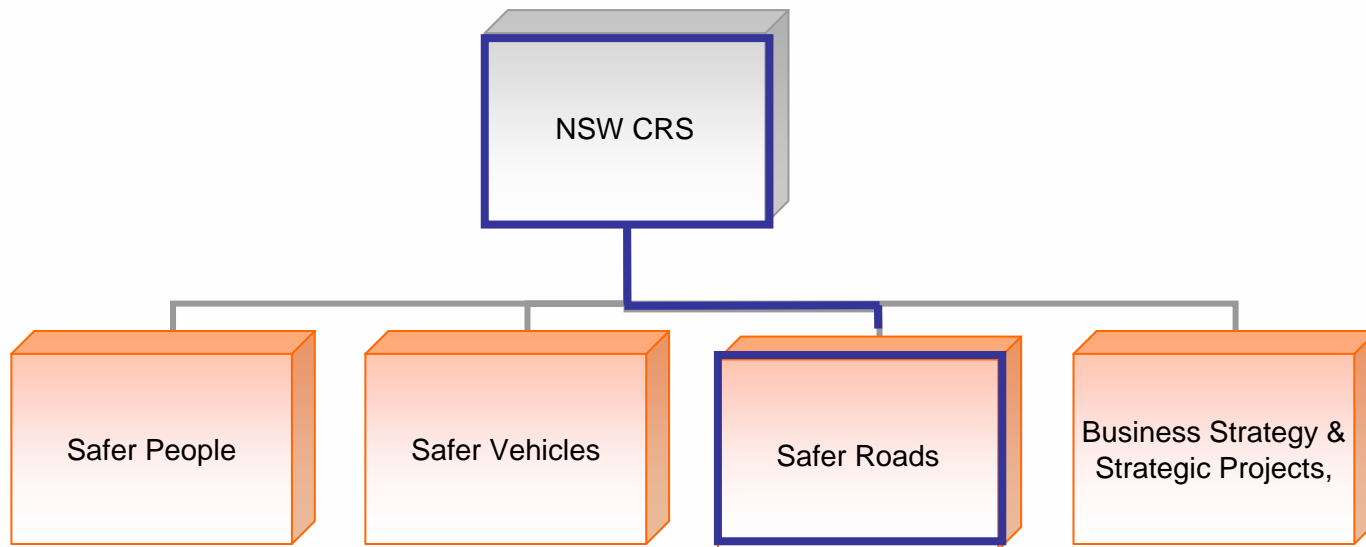 NSW CRS
Safer People
Safer Vehicles
Safer Roads
Business Strategy &
Strategic Projects,